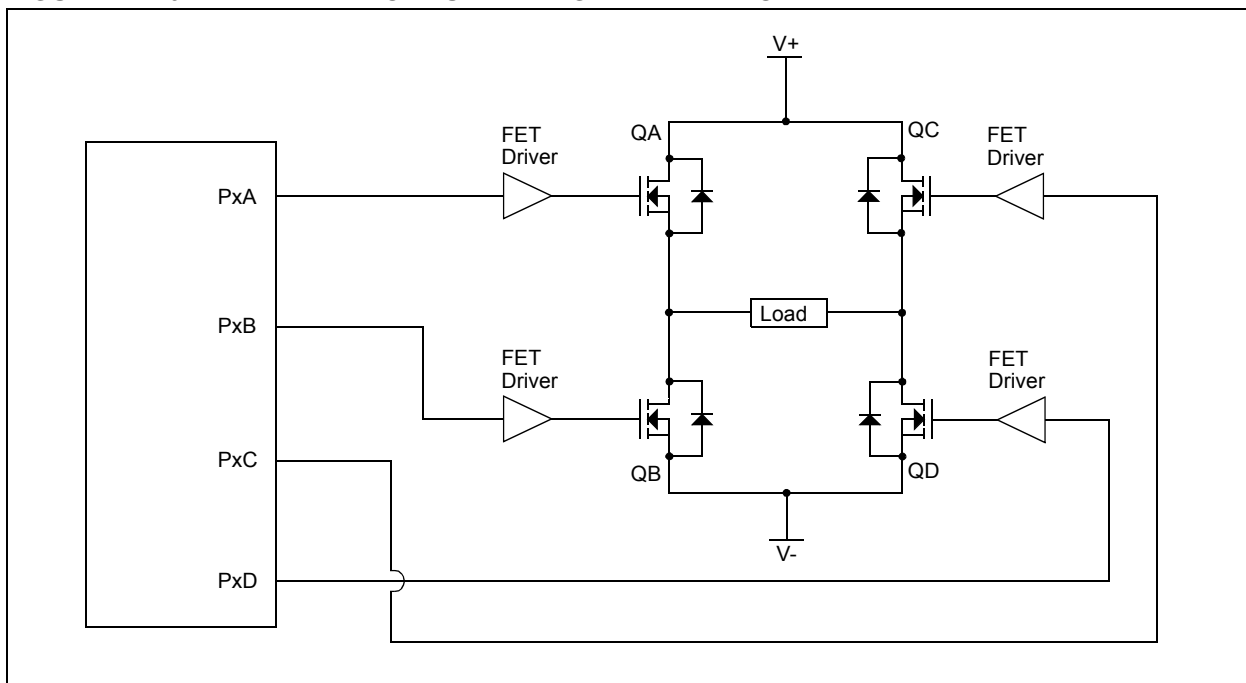 V+
FET
Driver
QA
QC
FET
Driver
PxA
Load
PxB
FET
Driver
FET
Driver
PxC
QB
QD
V-
PxD